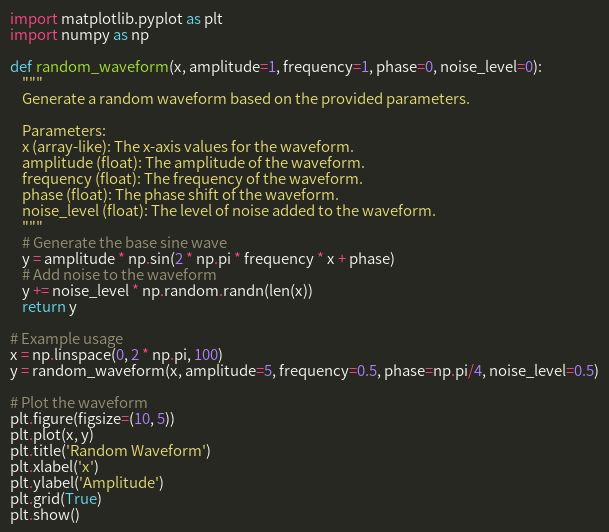 import matplotlib.pyplot as plt
import numpy as np

def random_waveform(x, amplitude=1, frequency=1, phase=0, noise_level=0):
    """
    Generate a random waveform based on the provided parameters.

    Parameters:
    x (array-like): The x-axis values for the waveform.
    amplitude (float): The amplitude of the waveform.
    frequency (float): The frequency of the waveform.
    phase (float): The phase shift of the waveform.
    noise_level (float): The level of noise added to the waveform.
    """
    # Generate the base sine wave
    y = amplitude * np.sin(2 * np.pi * frequency * x + phase)
    # Add noise to the waveform
    y += noise_level * np.random.randn(len(x))
    return y

# Example usage
x = np.linspace(0, 2 * np.pi, 100)
y = random_waveform(x, amplitude=5, frequency=0.5, phase=np.pi/4, noise_level=0.5)

# Plot the waveform
plt.figure(figsize=(10, 5))
plt.plot(x, y)
plt.title('Random Waveform')
plt.xlabel('x')
plt.ylabel('Amplitude')
plt.grid(True)
plt.show()